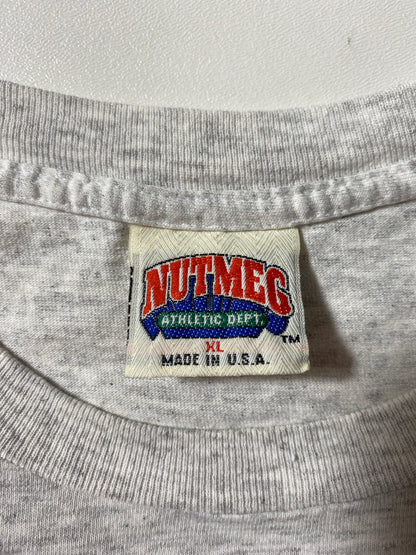 NUTMEG
ATHLETIC DEPT.
XL
TM
MADE IN U.S.A.